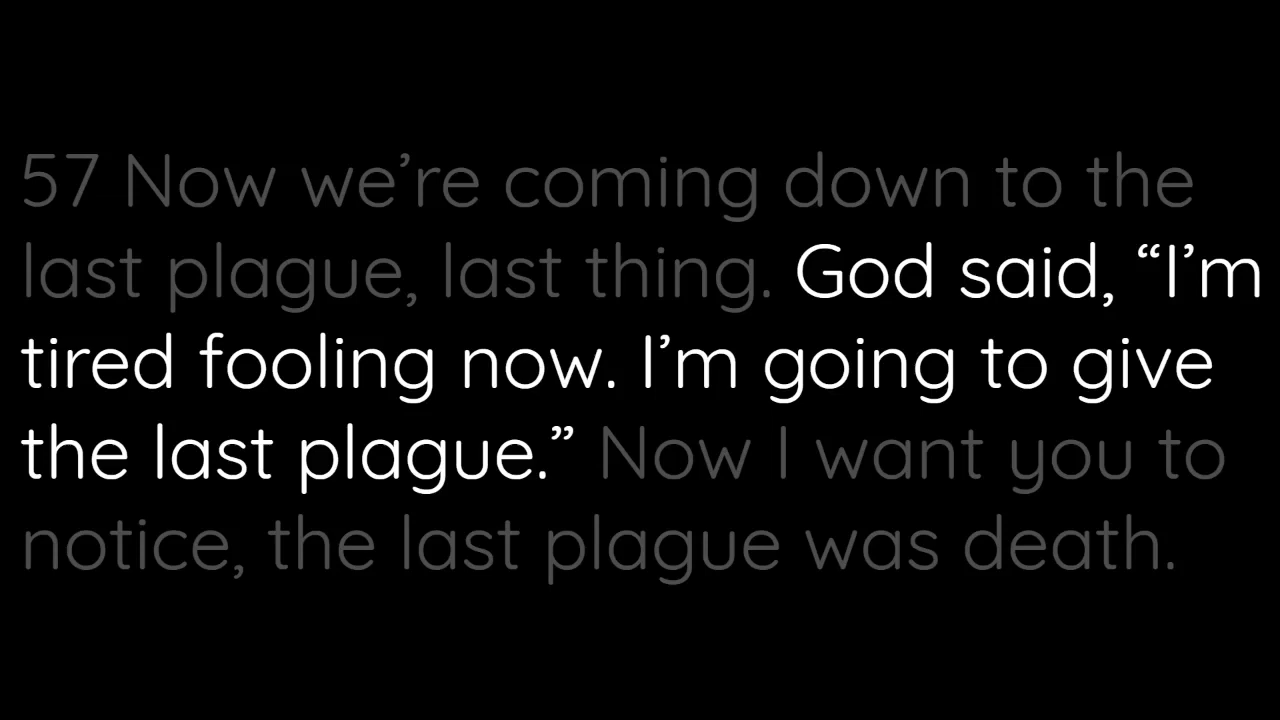 57 Now we’re coming down to the
last plague, last thing. God said, “I’m
tired fooling now. I’m going to give
the last plague.” Now I want you to
notice, the last plague was death.